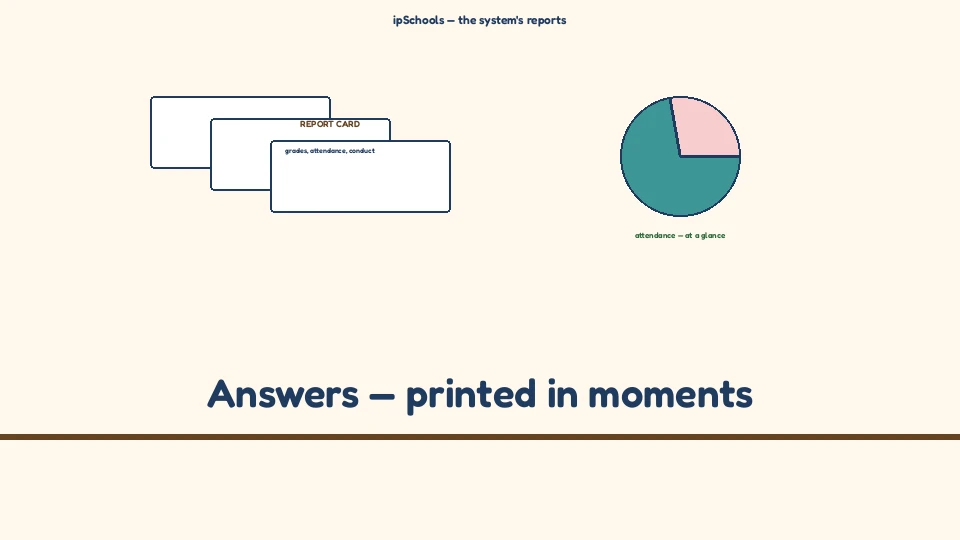 ipSchools — the system's reports
REPORT CARD
grades, attendance, conduct
attendance — at a glance
Answers — printed in moments